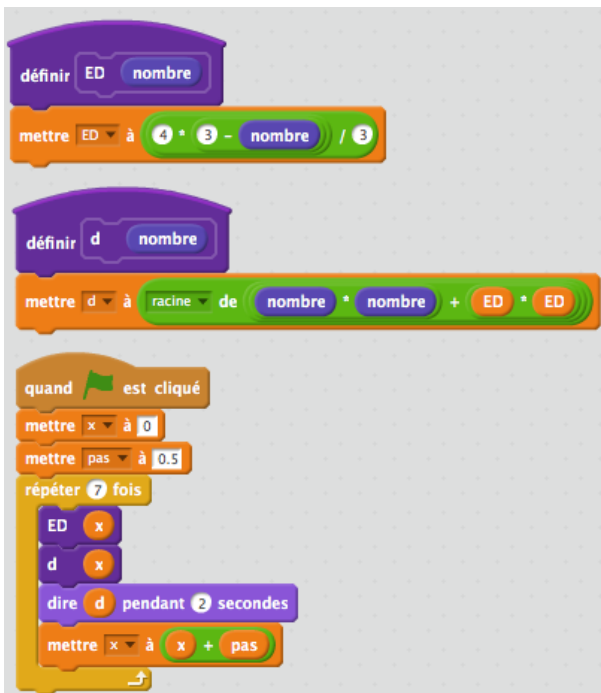 définir ED nombre
mettre ED à 4 * 3 - nombre / 3
définir d nombre
mettre d à racine de nombre * nombre + ED * ED
quand est cliqué
mettre x à 0
mettre pas à 0.5
répéter 7 fois
ED x
d x
dire d pendant 2 secondes
mettre x à x + pas